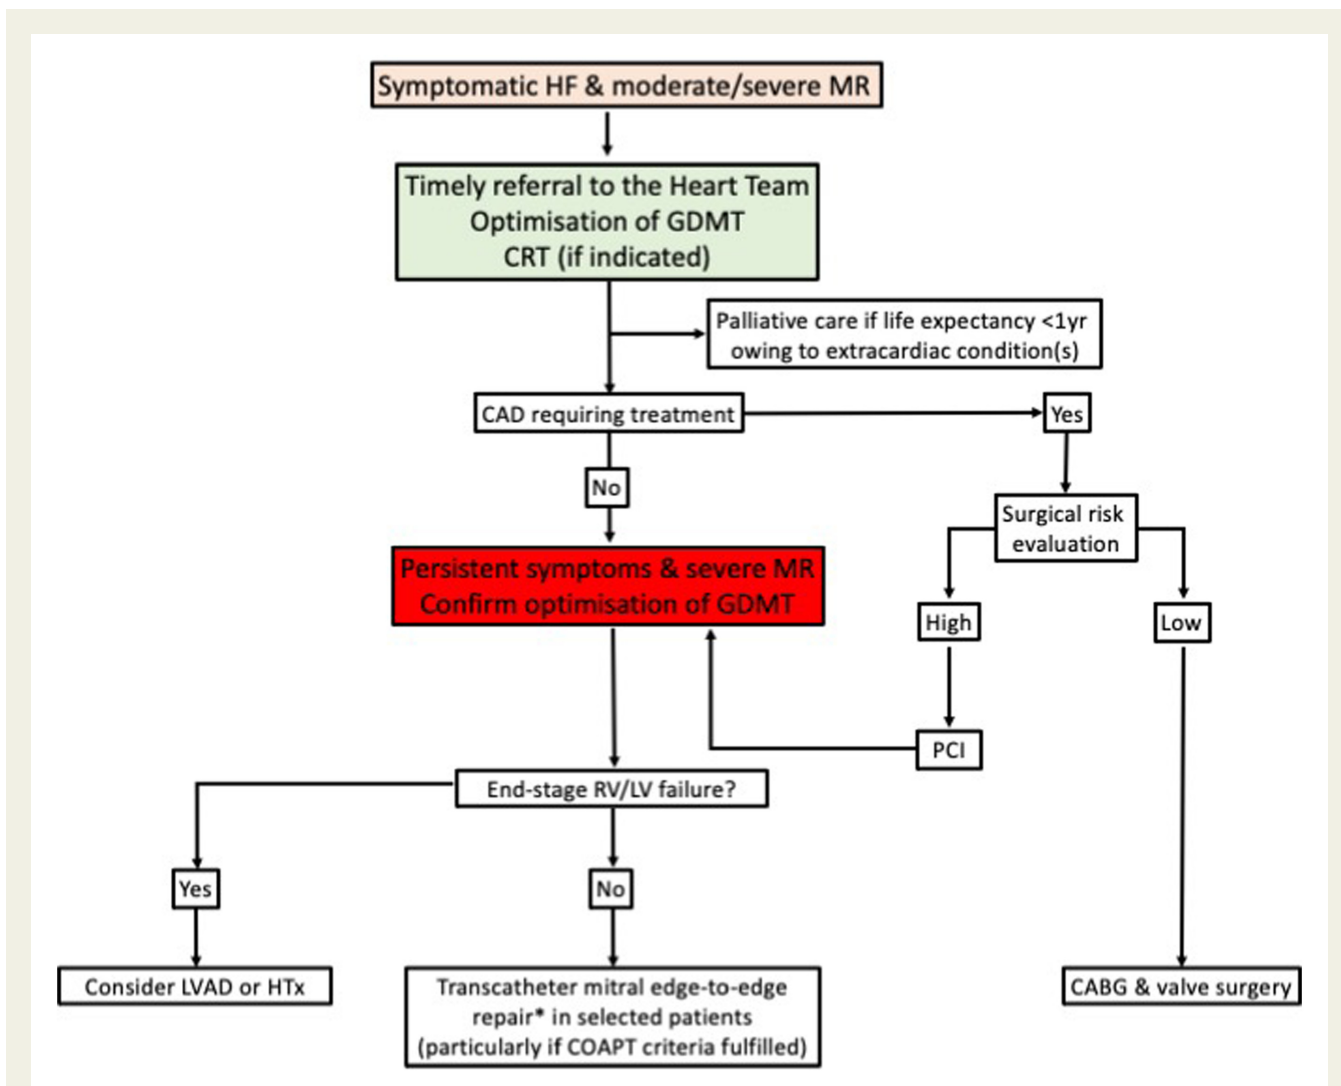 Symptomatic HF & moderate/severe MR
Timely referral to the Heart Team
Optimisation of GDMT
CRT (if indicated)
Palliative care if life expectancy <1yr
owing to extracardiac condition(s)
CAD requiring treatment
Yes
No
Surgical risk
evaluation
Persistent symptoms & severe MR
Confirm optimisation of GDMT
High
Low
PCI
End-stage RV/LV failure?
Yes
No
Consider LVAD or HTx
Transcatheter mitral edge-to-edge
repair* in selected patients
(particularly if COAPT criteria fulfilled)
CABG & valve surgery